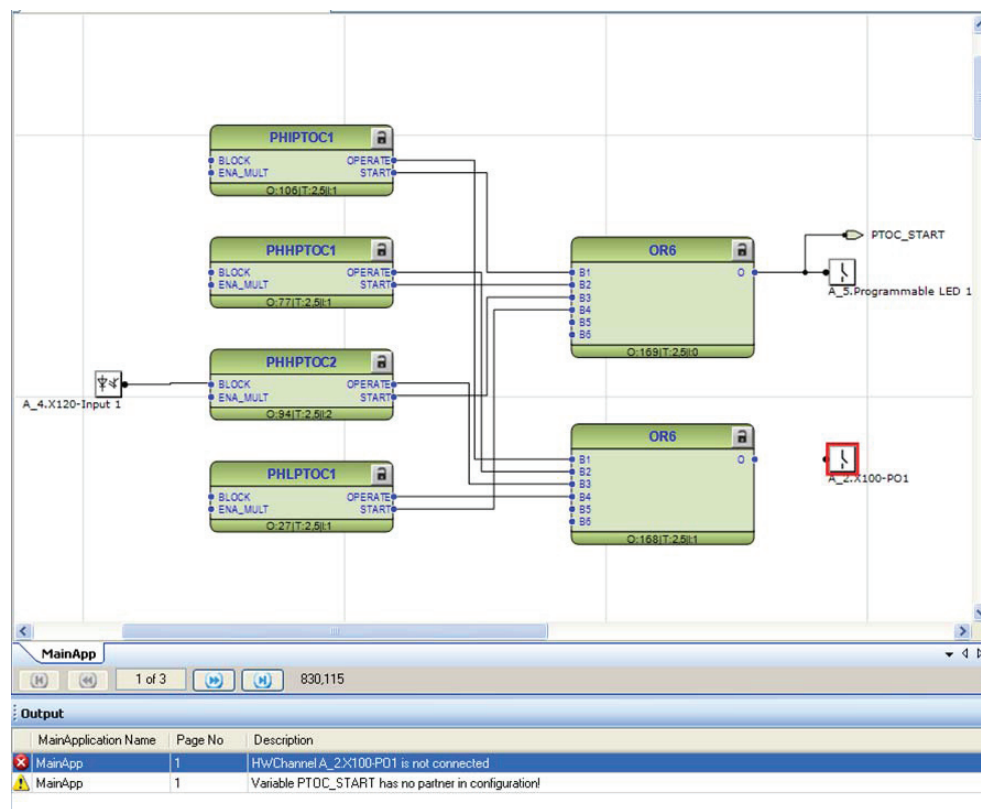 PHIPTOC1
BLOCK OPERATE
ENA_MULT START
O:106|T:2.5|I:1
PHHPTOC1
BLOCK OPERATE
ENA_MULT START
O:77|T:2.5|I:1
PHHPTOC2
BLOCK OPERATE
ENA_MULT START
O:94|T:2.5|I:2
A_4.X120-Input 1
PHLPTOC1
BLOCK OPERATE
ENA_MULT START
O:27|T:2.5|I:1
OR6
B1 O
B2
B3
B4
B5
B6
O:169|T:2.5|I:0
PTOC_START
A_5.Programmable LED 1
OR6
B1 O
B2
B3
B4
B5
B6
O:168|T:2.5|I:1
A_2.X100-PO1
MainApp
1 of 3 830,115
Output
MainApplication Name Page No Description
MainApp 1 HWChannel A_2.X100-PO1 is not connected
MainApp 1 Variable PTOC_START has no partner in configuration!